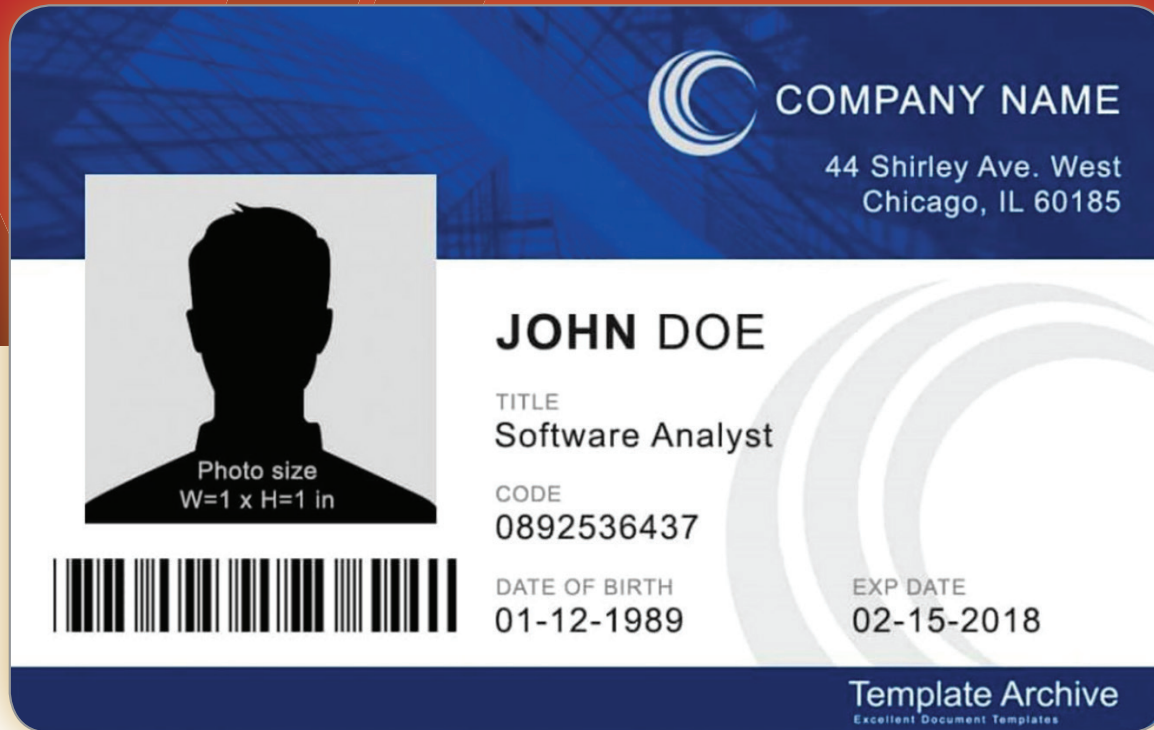 COMPANY NAME
44 Shirley Ave. West
Chicago, IL 60185
Photo size
W=1 x H=1 in
JOHN DOE
TITLE
Software Analyst
CODE
0892536437
DATE OF BIRTH
01-12-1989
EXP DATE
02-15-2018
Template Archive
Excellent Document Templates